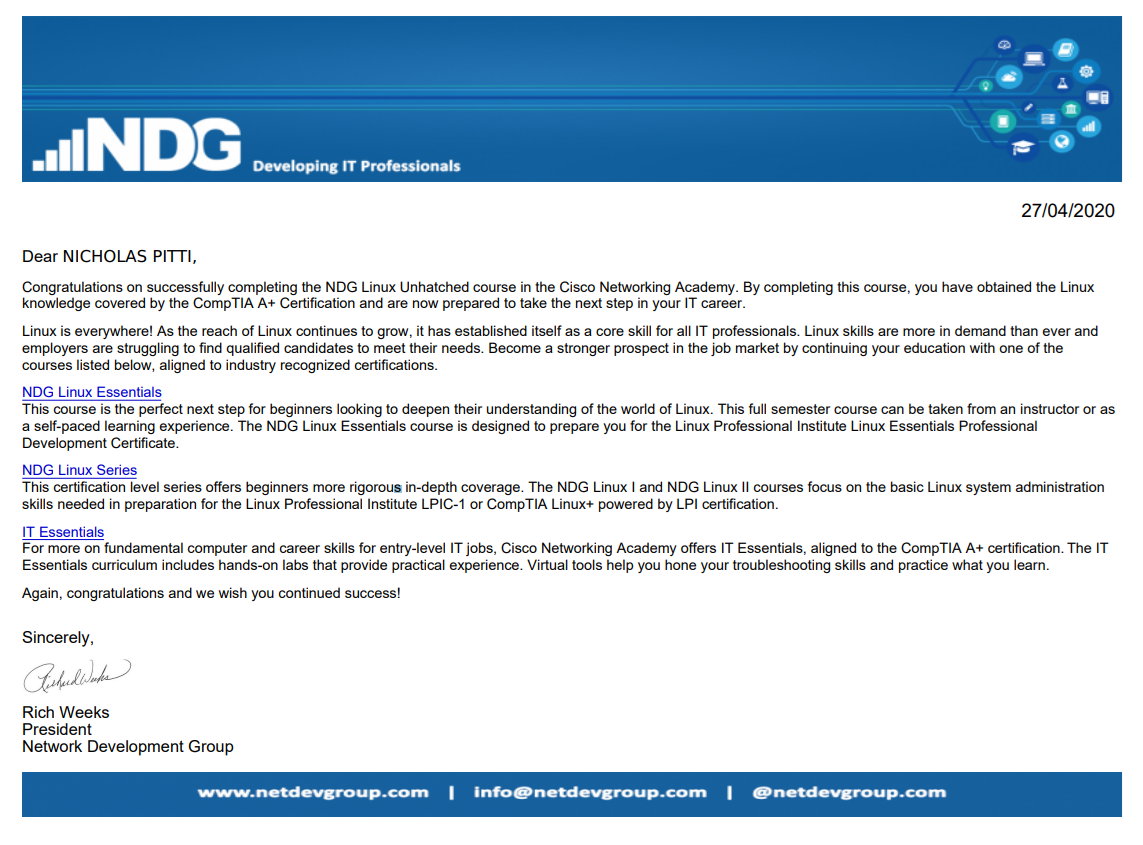 NDG Developing IT Professionals
27/04/2020
Dear NICHOLAS PITTI,
Congratulations on successfully completing the NDG Linux Unhatched course in the Cisco Networking Academy. By completing this course, you have obtained the Linux
knowledge covered by the CompTIA A+ Certification and are now prepared to take the next step in your IT career.
Linux is everywhere! As the reach of Linux continues to grow, it has established itself as a core skill for all IT professionals. Linux skills are more in demand than ever and
employers are struggling to find qualified candidates to meet their needs. Become a stronger prospect in the job market by continuing your education with one of the
courses listed below, aligned to industry recognized certifications.
NDG Linux Essentials
This course is the perfect next step for beginners looking to deepen their understanding of the world of Linux. This full semester course can be taken from an instructor or as
a self-paced learning experience. The NDG Linux Essentials course is designed to prepare you for the Linux Professional Institute Linux Essentials Professional
Development Certificate.
NDG Linux Series
This certification level series offers beginners more rigorous in-depth coverage. The NDG Linux I and NDG Linux II courses focus on the basic Linux system administration
skills needed in preparation for the Linux Professional Institute LPIC-1 or CompTIA Linux+ powered by LPI certification.
IT Essentials
For more on fundamental computer and career skills for entry-level IT jobs, Cisco Networking Academy offers IT Essentials, aligned to the CompTIA A+ certification. The IT
Essentials curriculum includes hands-on labs that provide practical experience. Virtual tools help you hone your troubleshooting skills and practice what you learn.
Again, congratulations and we wish you continued success!
Sincerely,
Richard Weeks
Rich Weeks
President
Network Development Group
www.netdevgroup.com | info@netdevgroup.com | @netdevgroup.com